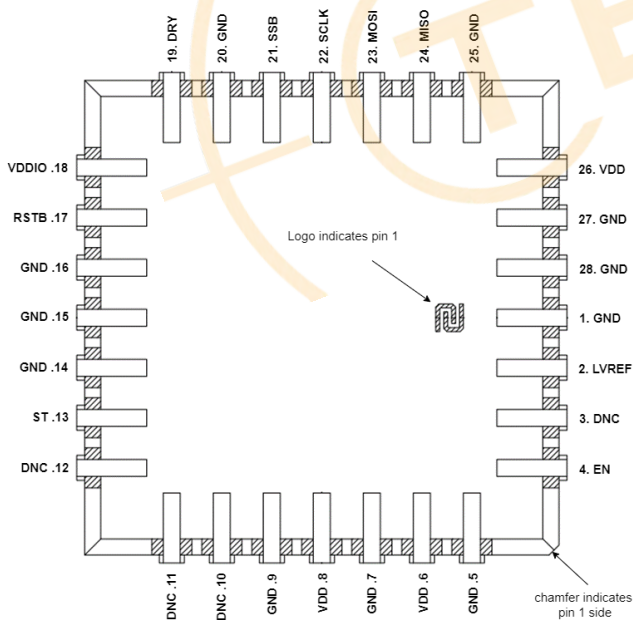 19. DRY
20. GND
21. SSB
22. SCLK
23. MOSI
24. MISO
25. GND
TE
VDDIO .18
RSTB .17
GND .16
GND .15
GND .14
ST .13
DNC .12
Logo indicates pin 1
26. VDD
27. GND
28. GND
1. GND
2. LVREF
3. DNC
4. EN
DNC .11
DNC .10
GND .9
VDD .8
GND .7
VDD .6
GND .5
chamfer indicates
pin 1 side